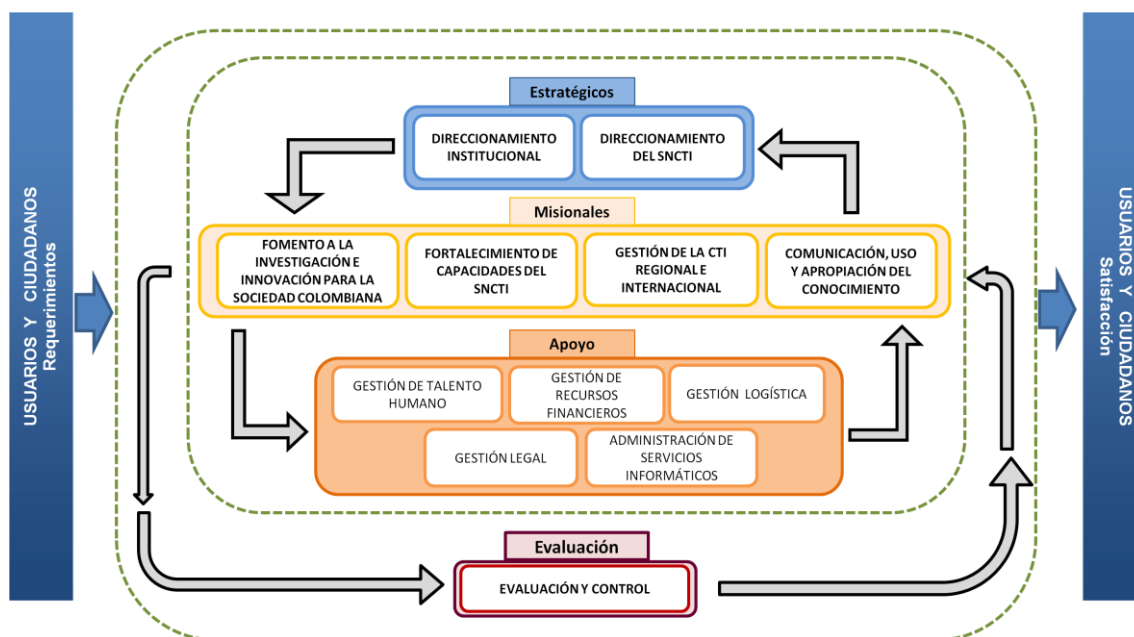 USUARIOS Y CIUDADANOS
Requerimientos
Estratégicos
DIRECCIONAMIENTO
INSTITUCIONAL
DIRECCIONAMIENTO
DEL SNCTI
Misionales
FOMENTO A LA
INVESTIGACIÓN E
INNOVACIÓN PARA LA
SOCIEDAD COLOMBIANA
FORTALECIMIENTO DE
CAPACIDADES DEL
SNCTI
GESTIÓN DE LA CTI
REGIONAL E
INTERNACIONAL
COMUNICACIÓN, USO
Y APROPIACIÓN DEL
CONOCIMIENTO
Apoyo
GESTIÓN DE TALENTO
HUMANO
GESTIÓN DE
RECURSOS
FINANCIEROS
GESTIÓN LOGÍSTICA
GESTIÓN LEGAL
ADMINISTRACIÓN DE
SERVICIOS
INFORMÁTICOS
Evaluación
EVALUACIÓN Y CONTROL
USUARIOS Y CIUDADANOS
Satisfacción